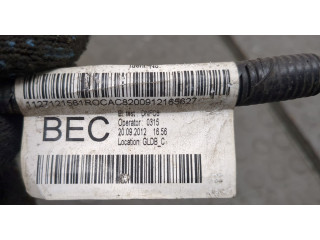 1127121561ROCAC8200912165627
BEC
Operator: 0315
20.09.2012 16:56
Location: GLDB_C